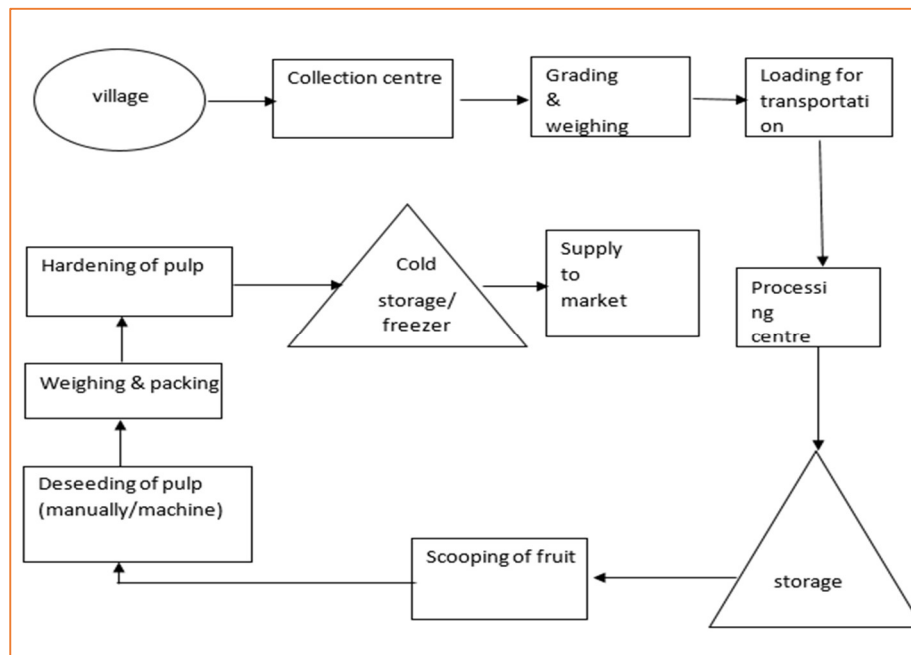 village
Collection centre
Grading
&
weighing
Loading for
transportati
on
Processi
ng
centre
storage
Scooping of fruit
Deseeding of pulp
(manually/machine)
Weighing & packing
Hardening of pulp
Cold
storage/
freezer
Supply
to
market